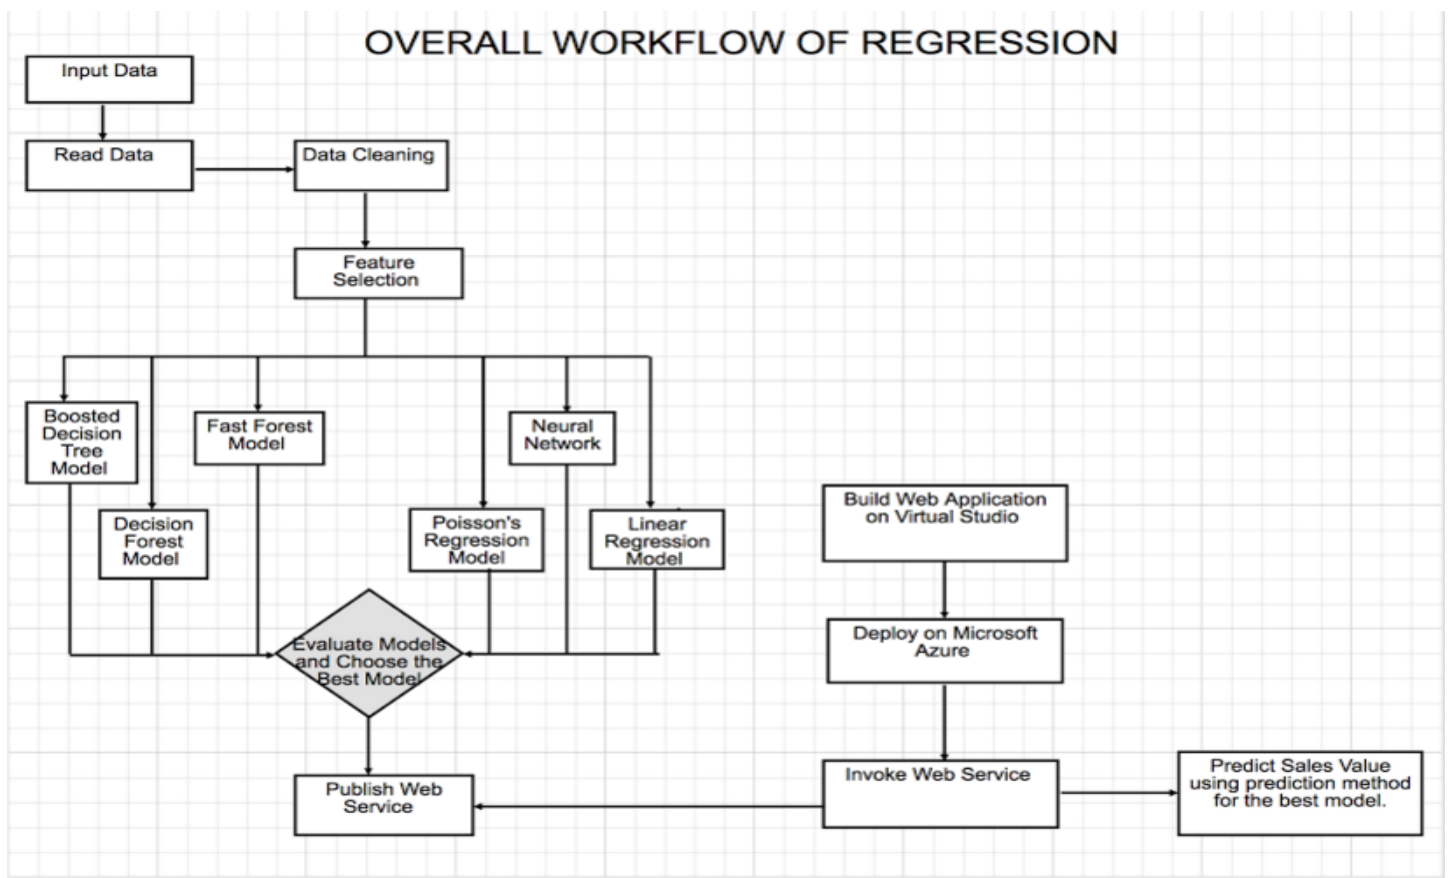 OVERALL WORKFLOW OF REGRESSION
Input Data
Read Data
Data Cleaning
Feature
Selection
Boosted
Decision
Tree
Model
Fast Forest
Model
Neural
Network
Decision
Forest
Model
Poisson's
Regression
Model
Linear
Regression
Model
Build Web Application
on Virtual Studio
Evaluate Models
and Choose the
Best Model
Deploy on Microsoft
Azure
Publish Web
Service
Invoke Web Service
Predict Sales Value
using prediction method
for the best model.